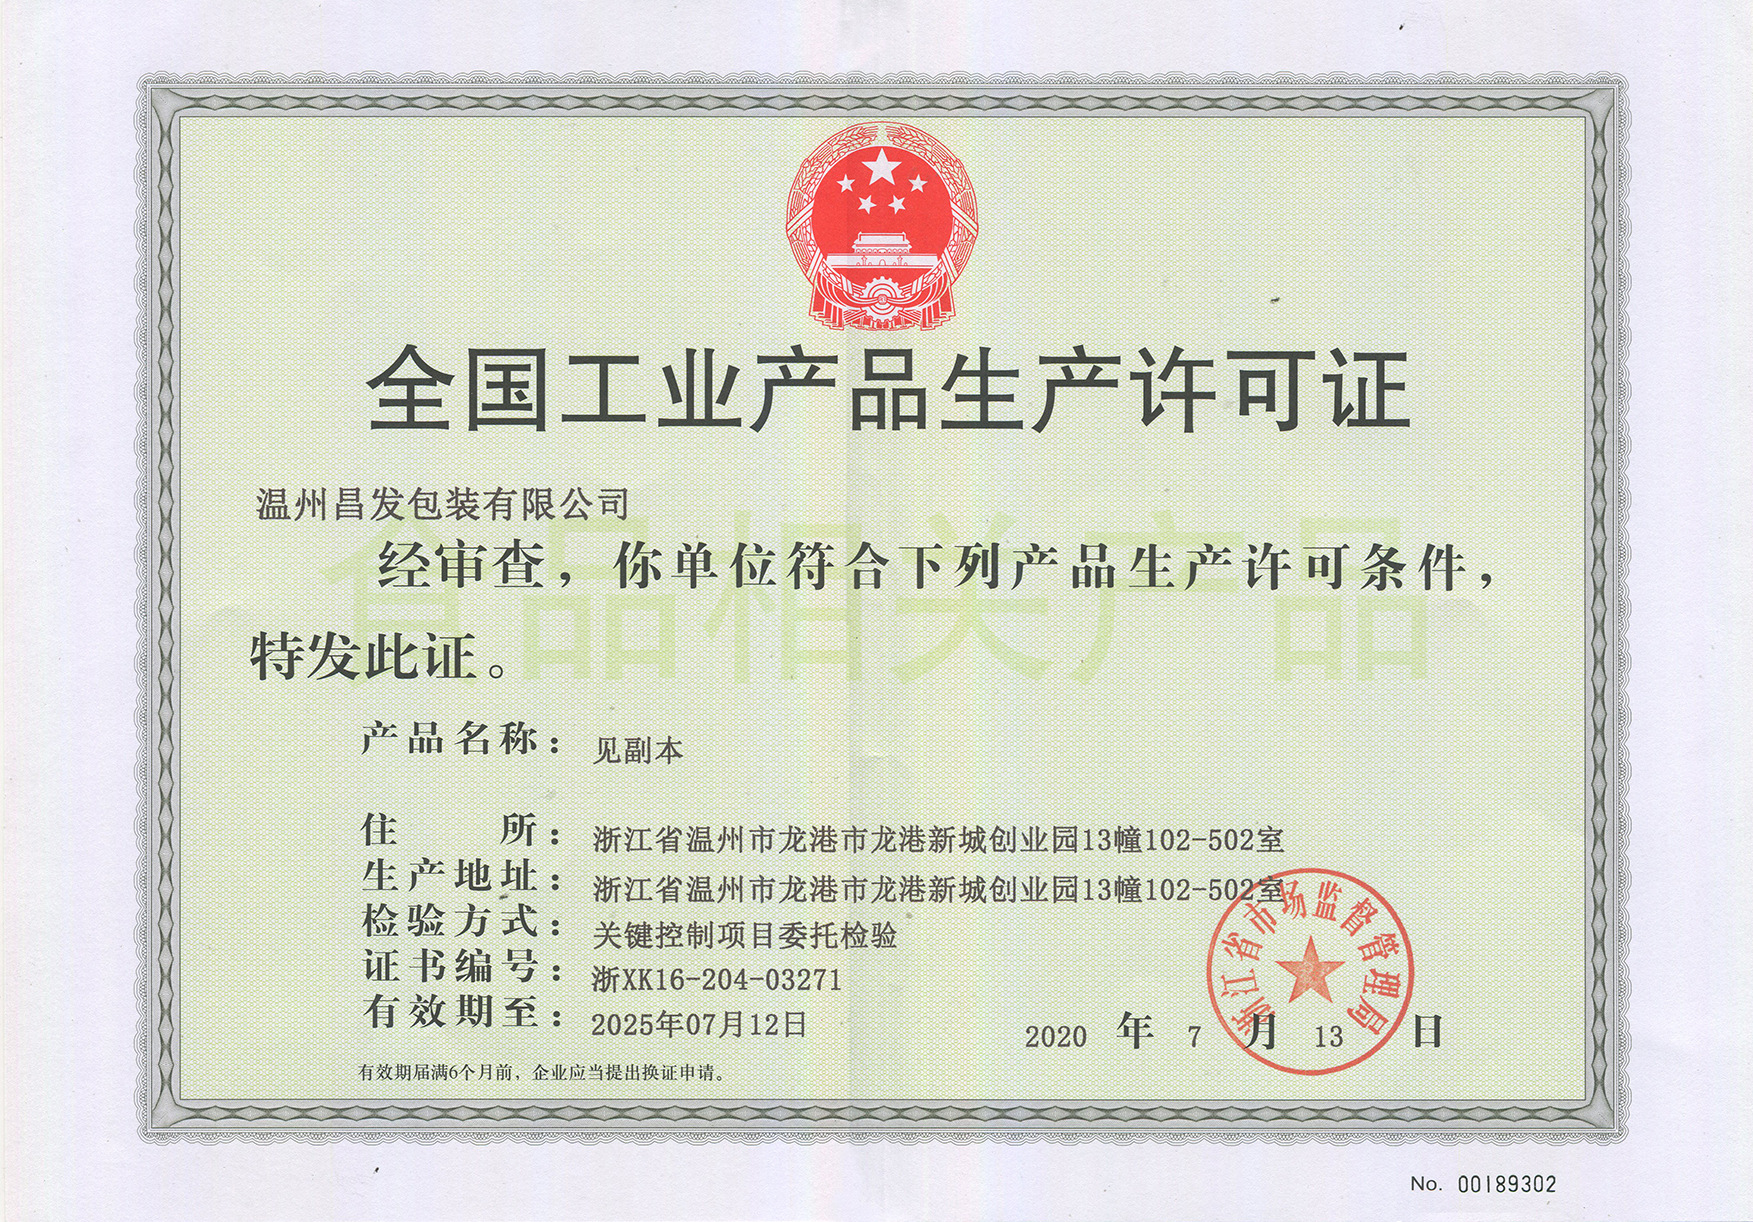 全国工业产品生产许可证
温州昌发包装有限公司
食品相关产品
经审查，你单位符合下列产品生产许可条件，
特发此证。
产品名称： 见副本
住 所： 浙江省温州市龙港市龙港新城创业园13幢102-502室
生产地址： 浙江省温州市龙港市龙港新城创业园13幢102-502室
检验方式： 关键控制项目委托检验
证书编号： 浙XK16-204-03271
有效期至： 2025年07月12日
浙江省市场监督管理局
2020 年 7 月 13 日
有效期届满6个月前，企业应当提出换证申请。
No. 00189302